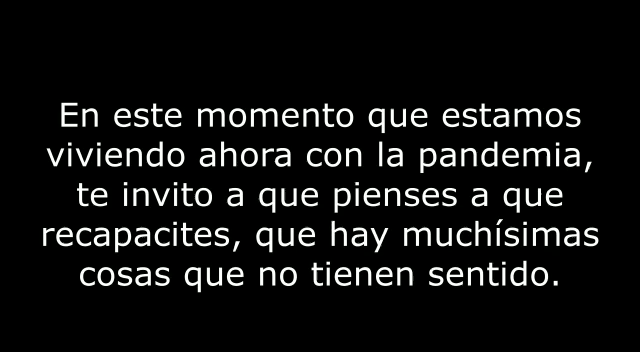 En este momento que estamos
viviendo ahora con la pandemia,
te invito a que pienses a que
recapacites, que hay muchísimas
cosas que no tienen sentido.